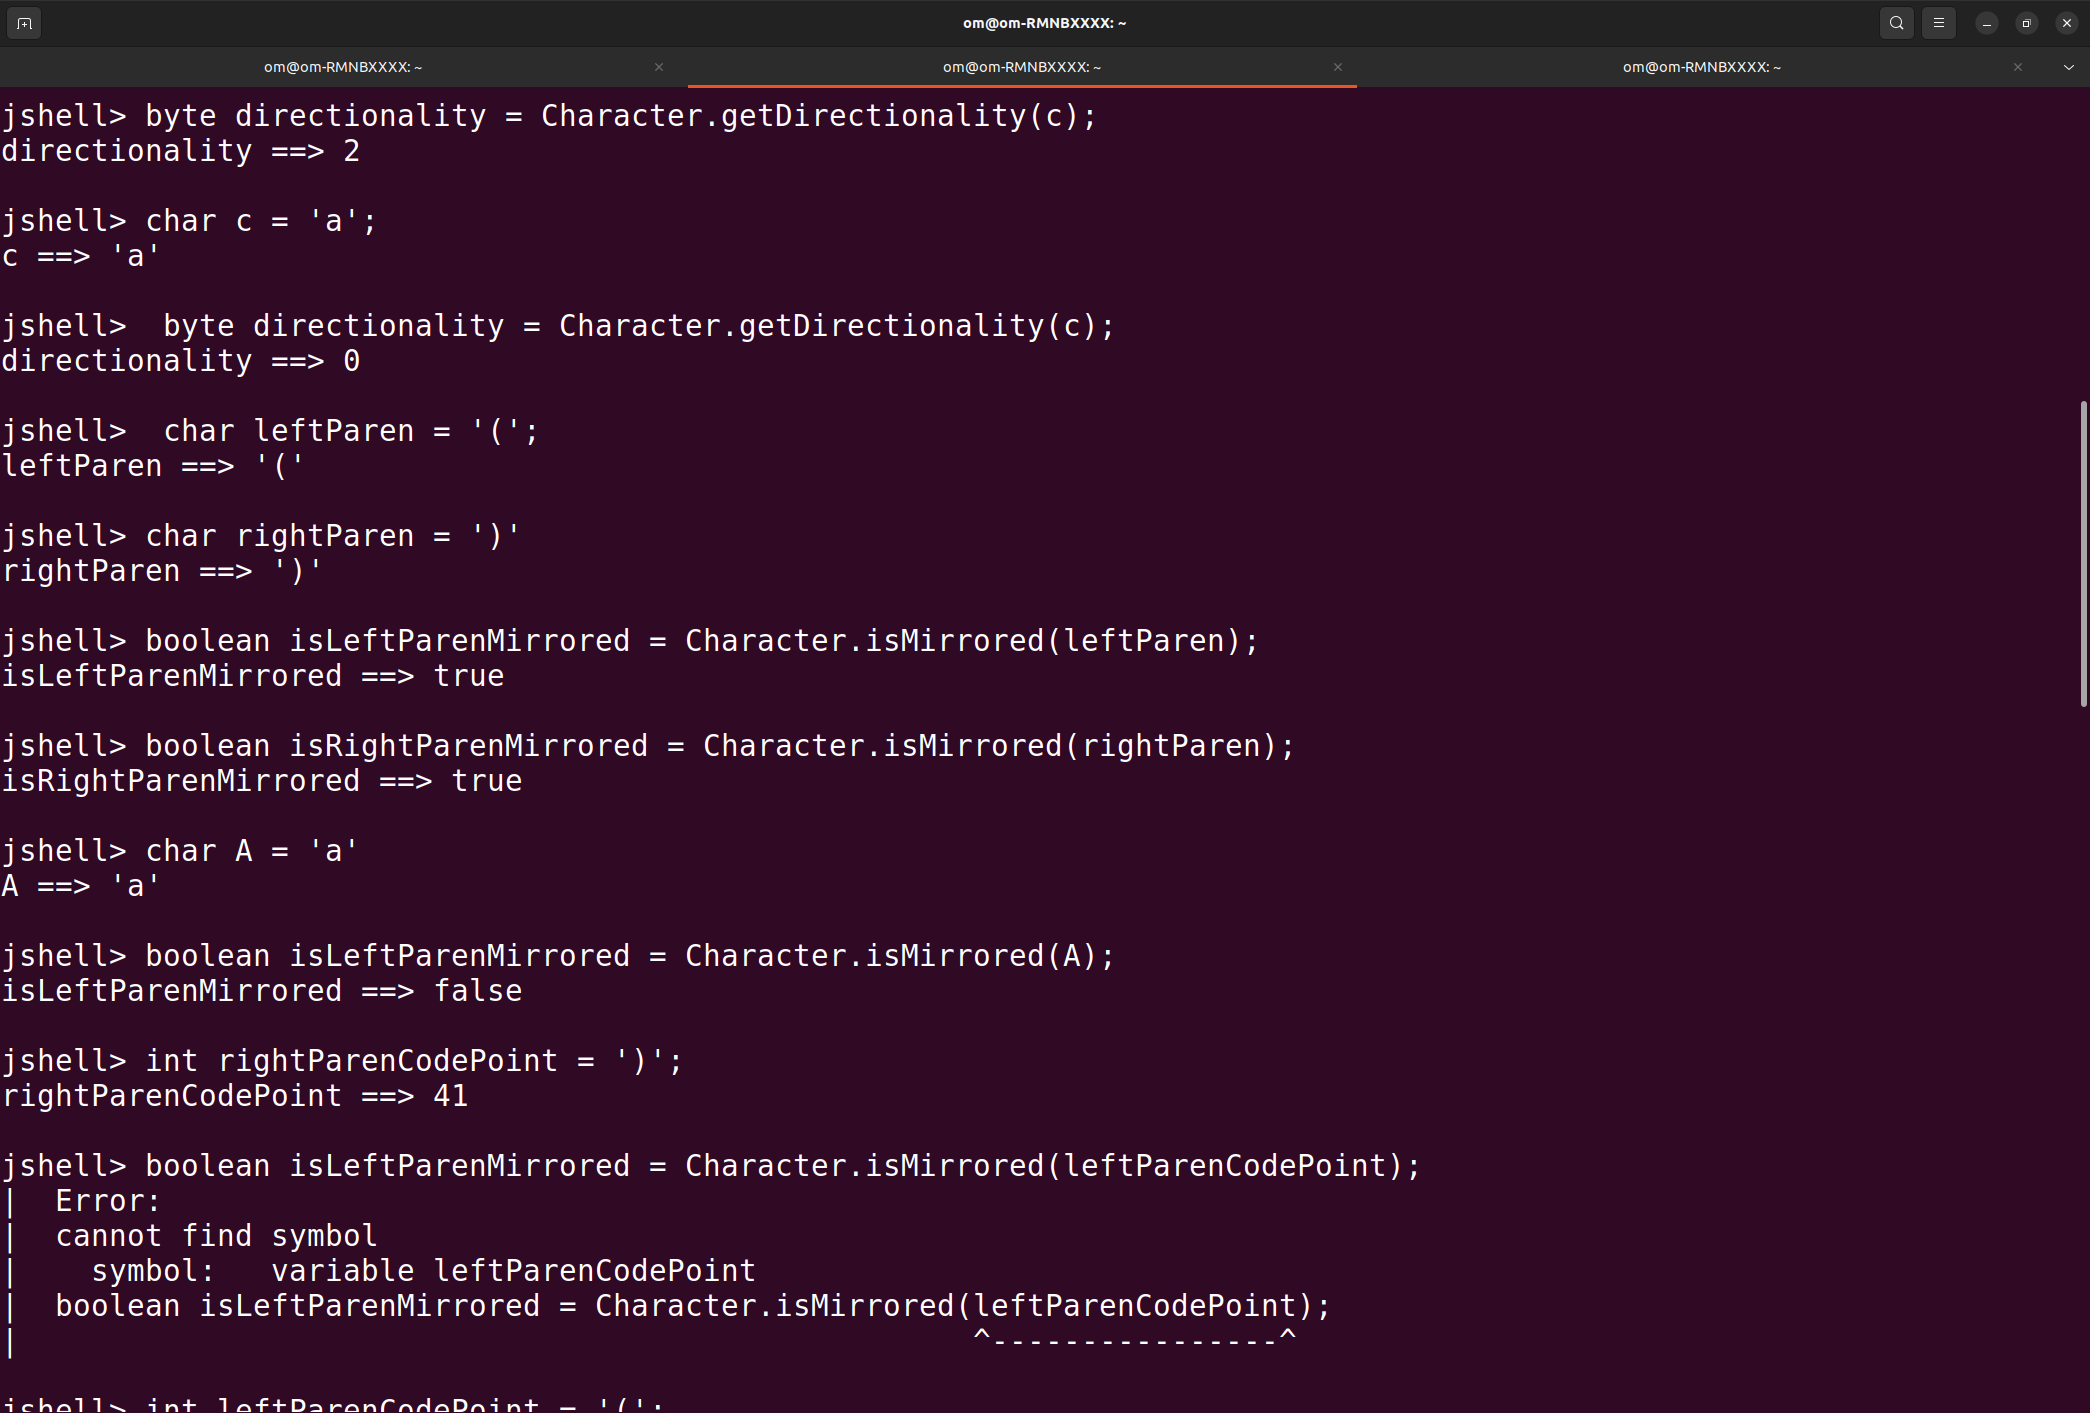 om@om-RMNBXXXX: ~
om@om-RMNBXXXX: ~
om@om-RMNBXXXX: ~
om@om-RMNBXXXX: ~
jshell> byte directionality = Character.getDirectionality(c);
directionality ==> 2
jshell> char c = 'a';
c ==> 'a'
jshell>  byte directionality = Character.getDirectionality(c);
directionality ==> 0
jshell>  char leftParen = '(';
leftParen ==> '('
jshell> char rightParen = ')'
rightParen ==> ')'
jshell> boolean isLeftParenMirrored = Character.isMirrored(leftParen);
isLeftParenMirrored ==> true
jshell> boolean isRightParenMirrored = Character.isMirrored(rightParen);
isRightParenMirrored ==> true
jshell> char A = 'a'
A ==> 'a'
jshell> boolean isLeftParenMirrored = Character.isMirrored(A);
isLeftParenMirrored ==> false
jshell> int rightParenCodePoint = ')';
rightParenCodePoint ==> 41
jshell> boolean isLeftParenMirrored = Character.isMirrored(leftParenCodePoint);
|  Error:
|  cannot find symbol
|    symbol:   variable leftParenCodePoint
|  boolean isLeftParenMirrored = Character.isMirrored(leftParenCodePoint);
|                                                     ^----------------^
jshell> int leftParenCodePoint = '(';